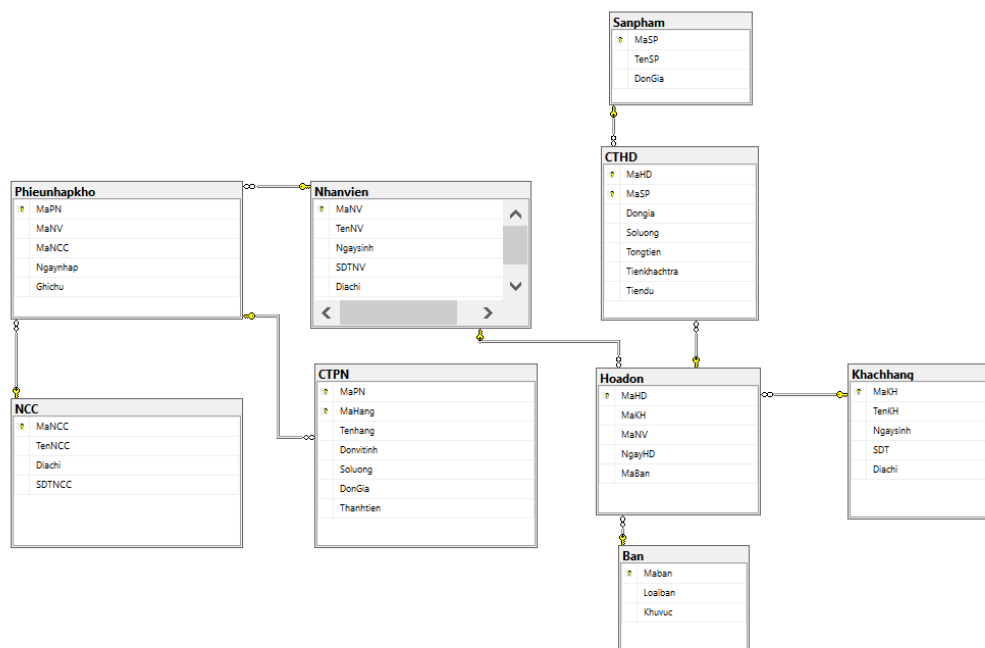 Sanpham
MaSP
TenSP
DonGia
CTHD
MaHD
MaSP
Dongia
Soluong
Tongtien
Tienkhachtra
Tiendu
Phieunhapkho
MaPN
MaNV
MaNCC
Ngaynhap
Ghichu
Nhanvien
MaNV
TenNV
Ngaysinh
SDTNV
Diachi
NCC
MaNCC
TenNCC
Diachi
SDTNCC
CTPN
MaPN
MaHang
Tenhang
Donvitinh
Soluong
DonGia
Thanhtien
Hoadon
MaHD
MaKH
MaNV
NgayHD
MaBan
Khachhang
MaKH
TenKH
Ngaysinh
SDT
Diachi
Ban
Maban
Loaiban
Khuvuc